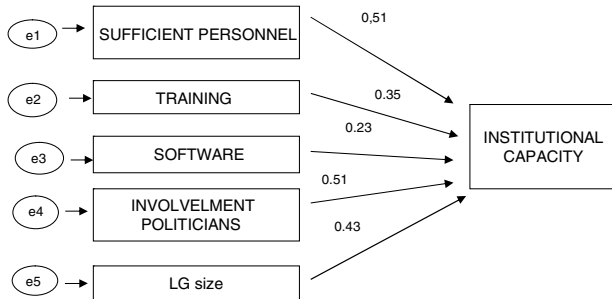 e1
SUFFICIENT PERSONNEL
0,51
e2
TRAINING
0.35
INSTITUTIONAL
CAPACITY
0.23
e3
SOFTWARE
0.51
e4
INVOLVELMENT
POLITICIANS
0.43
e5
LG size